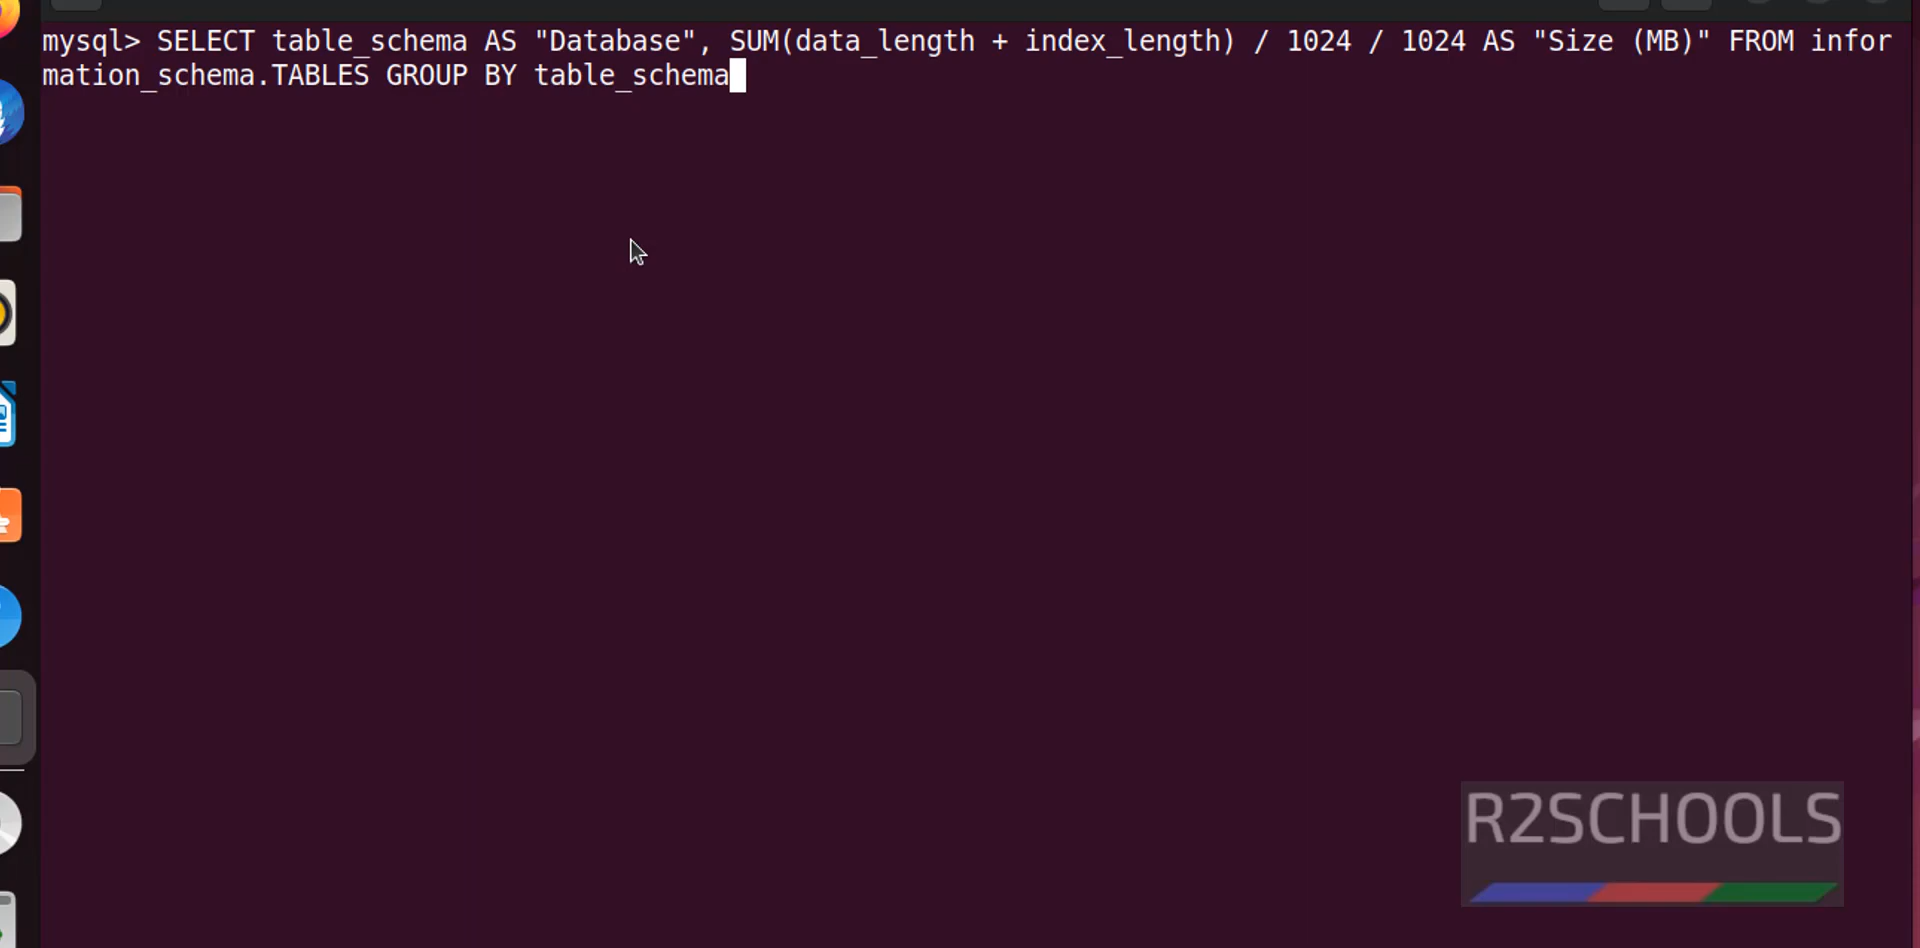 mysql> SELECT table_schema AS "Database", SUM(data_length + index_length) / 1024 / 1024 AS "Size (MB)" FROM infor
mation_schema.TABLES GROUP BY table_schema
R2SCHOOLS